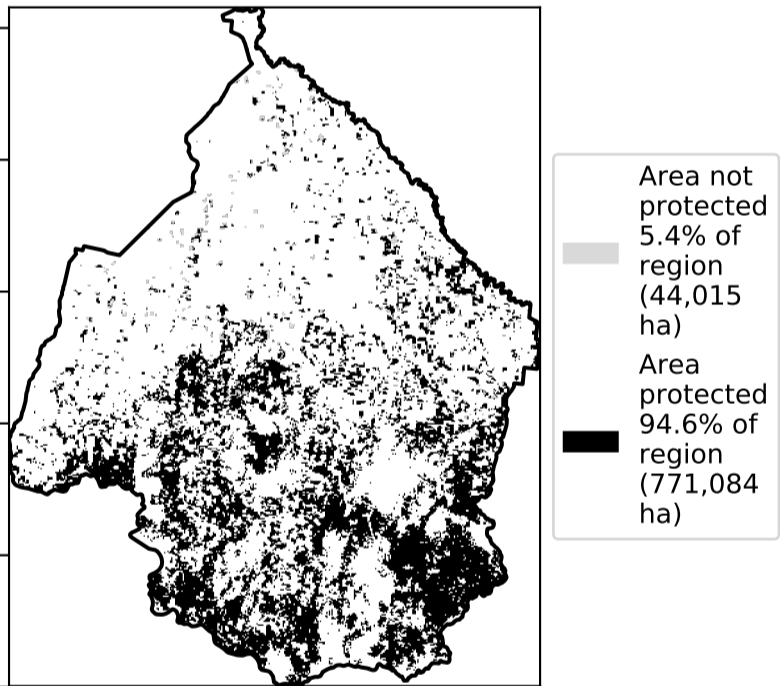 Area not
protected
5.4% of
region
(44,015
ha)
Area
protected
94.6% of
region
(771,084
ha)